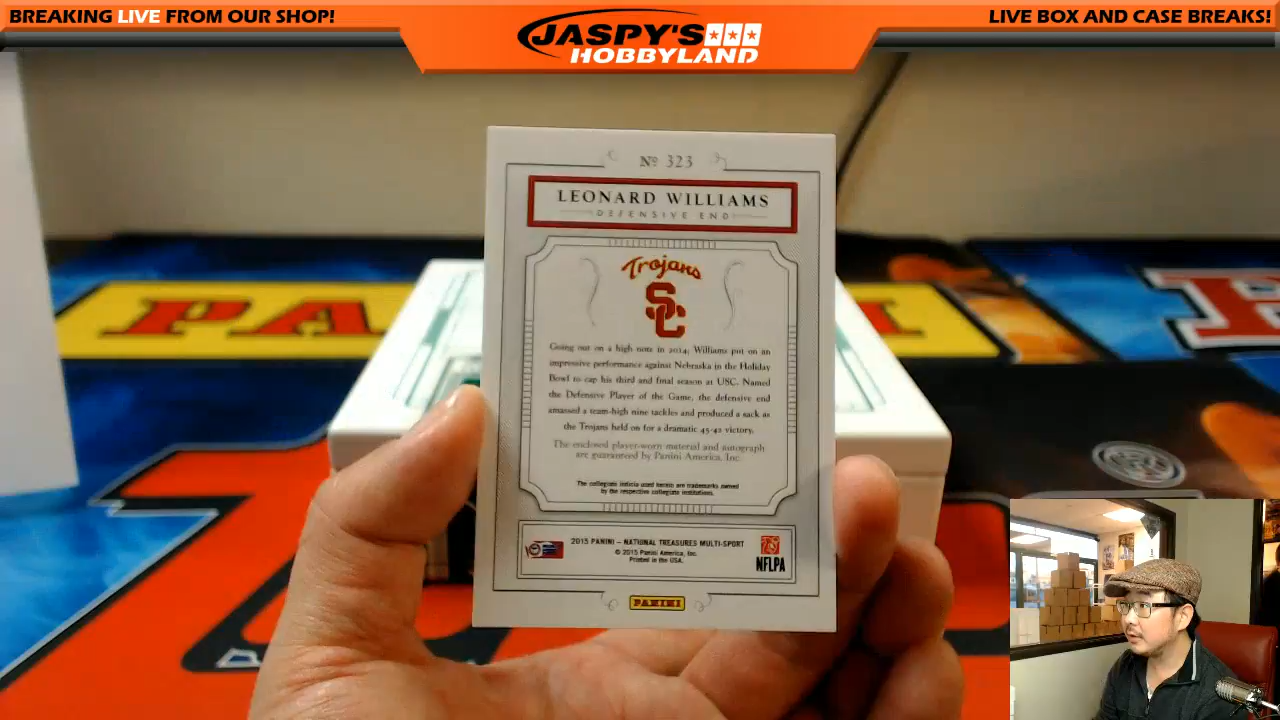 BREAKING LIVE FROM OUR SHOP!
JASPY'S
HOBBYLAND
LIVE BOX AND CASE BREAKS!
Nº 323
LEONARD WILLIAMS
DEFENSIVE END
Trojans
SC
Going out on a high note in 2014, Williams put on an
impressive performance against Nebraska in the Holiday
Bowl to cap his third and final season at USC. Named
the Defensive Player of the Game, the defensive end
amassed a team-high nine tackles and produced a sack as
the Trojans held on for a dramatic 45-42 victory.
The enclosed player-worn material and autograph
are guaranteed by Panini America, Inc.
The collegiate indicia used herein are trademarks owned
by the respective collegiate institutions.
2015 PANINI – NATIONAL TREASURES MULTI-SPORT
© 2015 Panini America, Inc.
Printed in the USA.
NFLPA
PANINI